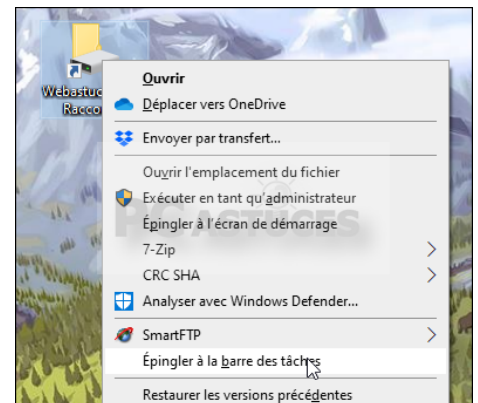 Webastuc
Racco
Ouvrir
Déplacer vers OneDrive
Envoyer par transfert...
Ouvrir l'emplacement du fichier
Exécuter en tant qu'administrateur
Épingler à l'écran de démarrage
PC ASTUCES
7-Zip
CRC SHA
Analyser avec Windows Defender...
SmartFTP
Épingler à la barre des tâches
Restaurer les versions précédentes